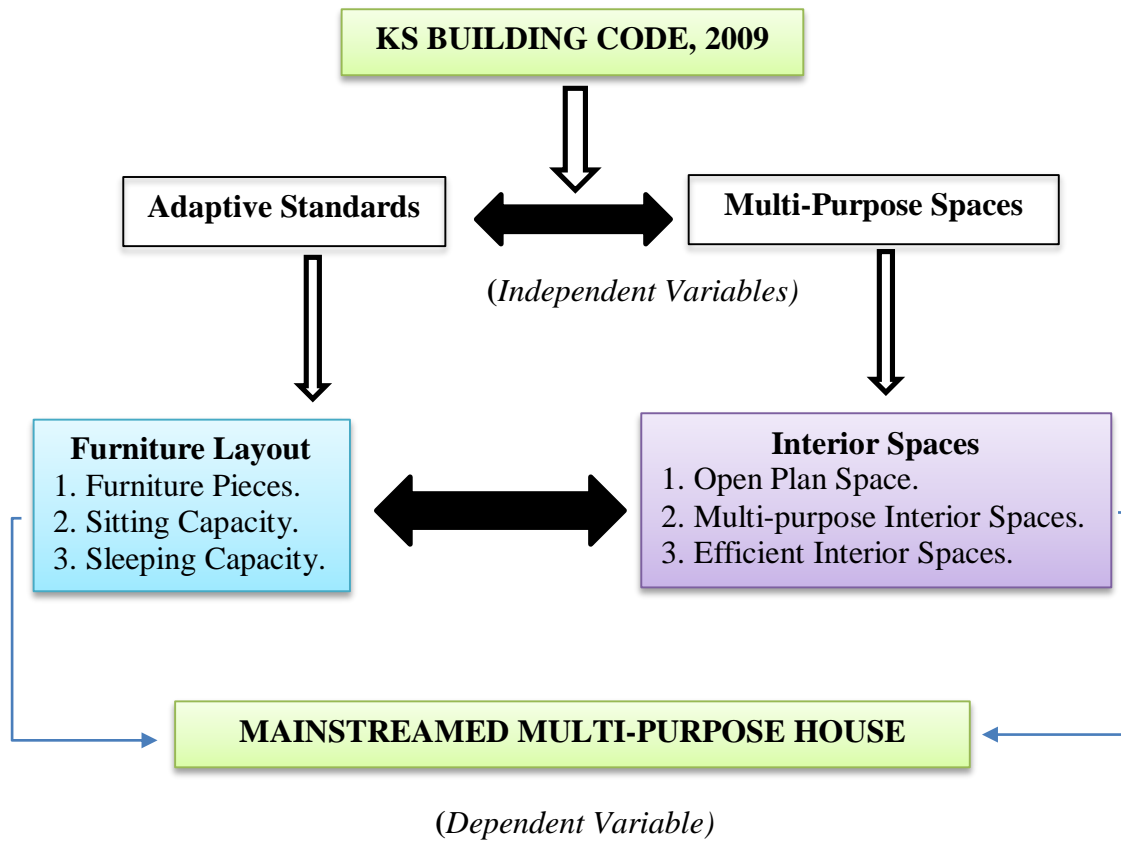 KS BUILDING CODE, 2009
Adaptive Standards
Multi-Purpose Spaces
(Independent Variables)
Furniture Layout
1. Furniture Pieces.
2. Sitting Capacity.
3. Sleeping Capacity.
Interior Spaces
1. Open Plan Space.
2. Multi-purpose Interior Spaces.
3. Efficient Interior Spaces.
MAINSTREAMED MULTI-PURPOSE HOUSE
(Dependent Variable)